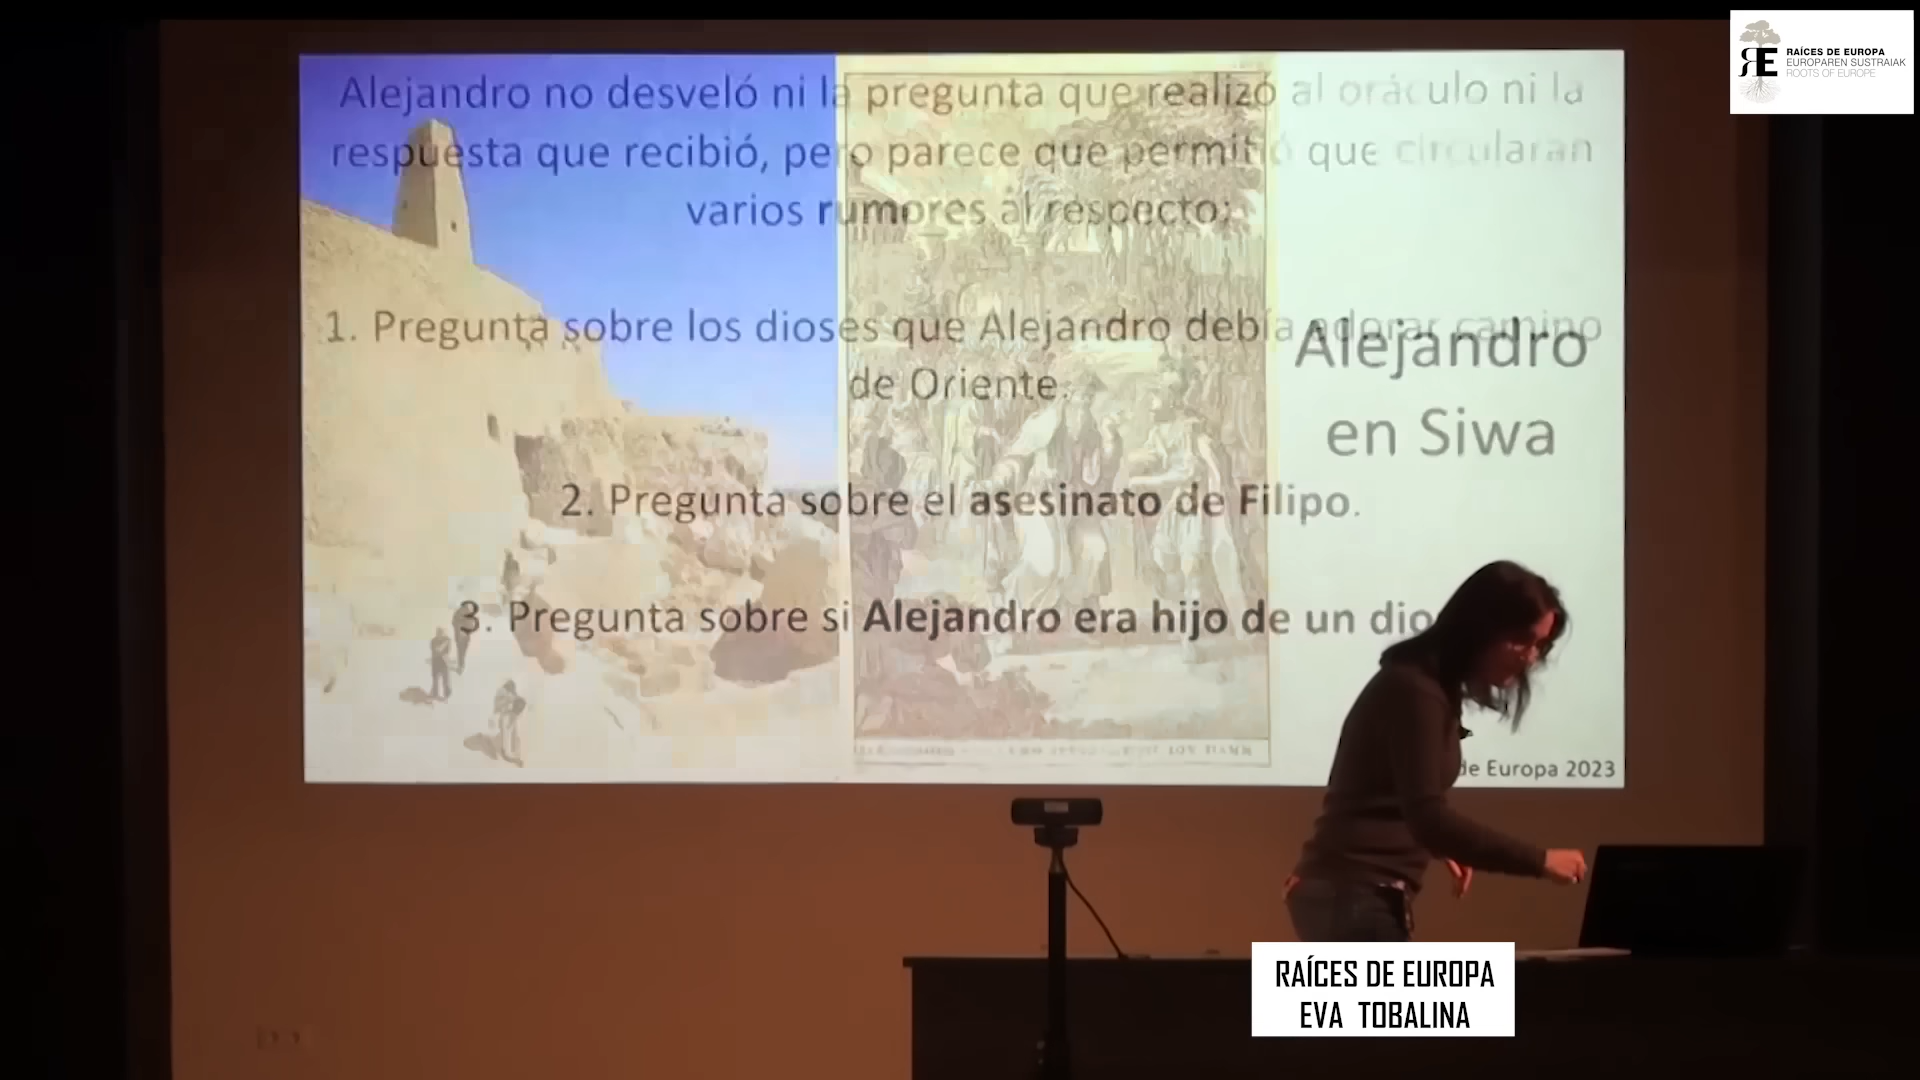 RAÍCES DE EUROPA
EUROPAREN SUSTRAIAK
ROOTS OF EUROPE
Alejandro no desveló ni la pregunta que realizó al oráculo ni la
respuesta que recibió, pero parece que permitió que circularan
varios rumores al respecto:
1. Pregunta sobre los dioses que Alejandro debía adorar camino
de Oriente.
Alejandro
en Siwa
2. Pregunta sobre el asesinato de Filipo.
3. Pregunta sobre si Alejandro era hijo de un dio
de Europa 2023
RAÍCES DE EUROPA
EVA TOBALINA